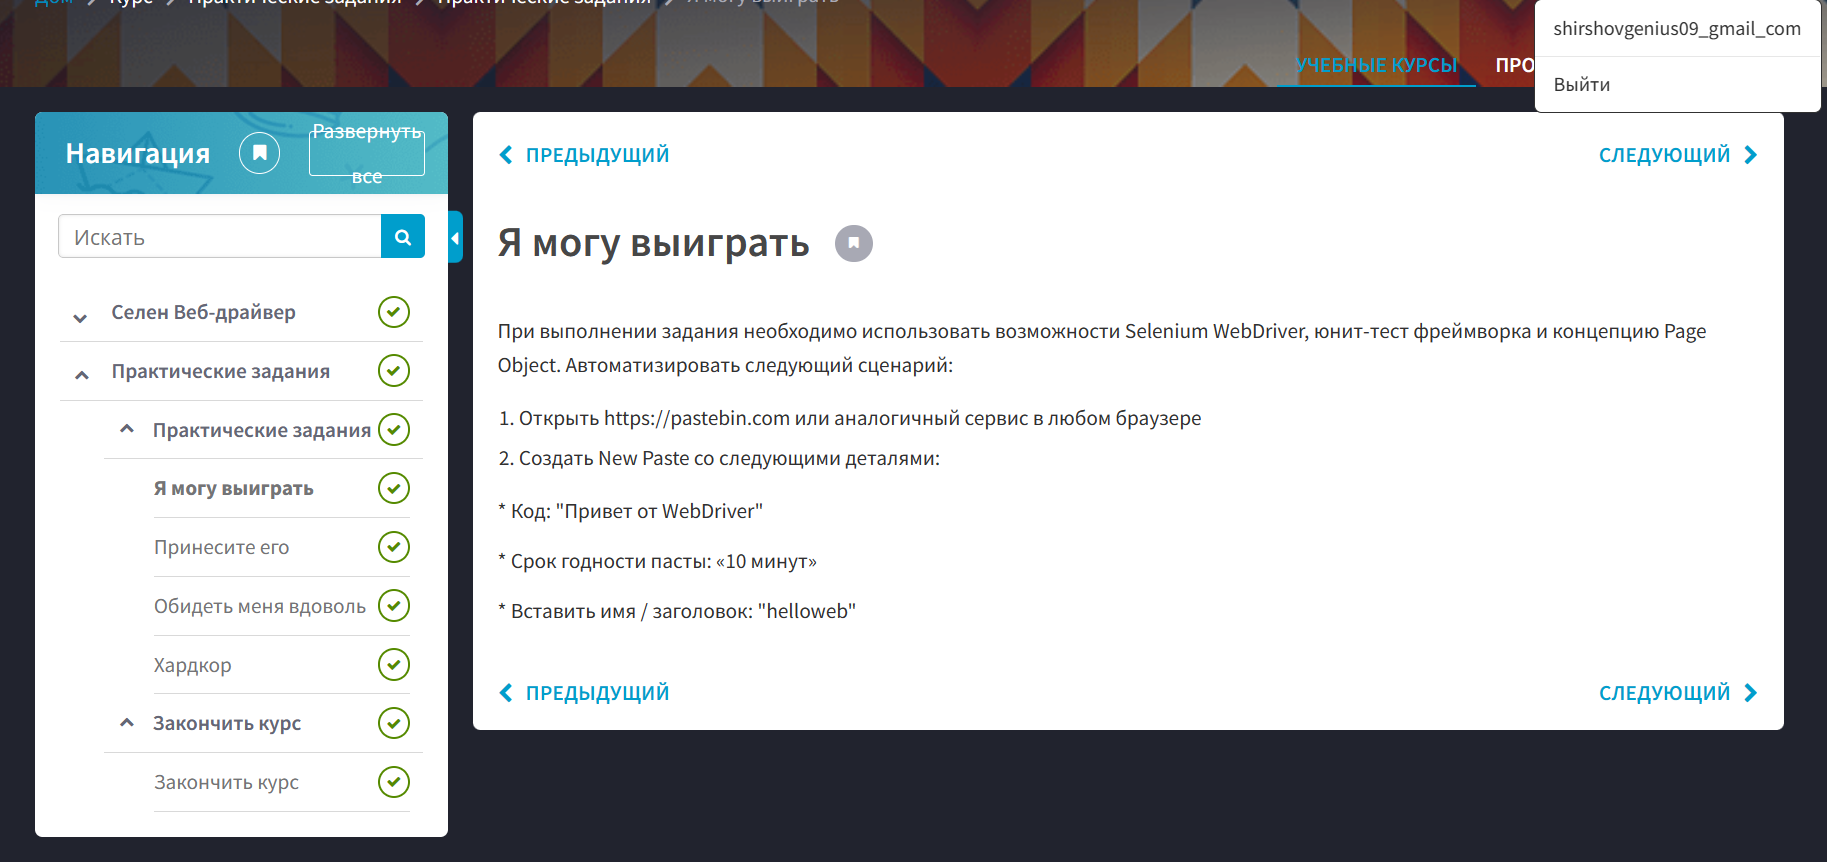 Дом Курс Практические задания Практические задания Я могу выиграть
shirshovgenius09_gmail_com
Выйти
УЧЕБНЫЕ КУРСЫ
ПРО
Навигация
Развернуть
все
Искать
Селен Веб-драйвер
Практические задания
Практические задания
Я могу выиграть
Принесите его
Обидеть меня вдоволь
Хардкор
Закончить курс
Закончить курс
ПРЕДЫДУЩИЙ
СЛЕДУЮЩИЙ
Я могу выиграть
При выполнении задания необходимо использовать возможности Selenium WebDriver, юнит-тест фреймворка и концепцию Page
Object. Автоматизировать следующий сценарий:
1. Открыть https://pastebin.com или аналогичный сервис в любом браузере
2. Создать New Paste со следующими деталями:
* Код: "Привет от WebDriver"
* Срок годности пасты: «10 минут»
* Вставить имя / заголовок: "helloweb"
ПРЕДЫДУЩИЙ
СЛЕДУЮЩИЙ